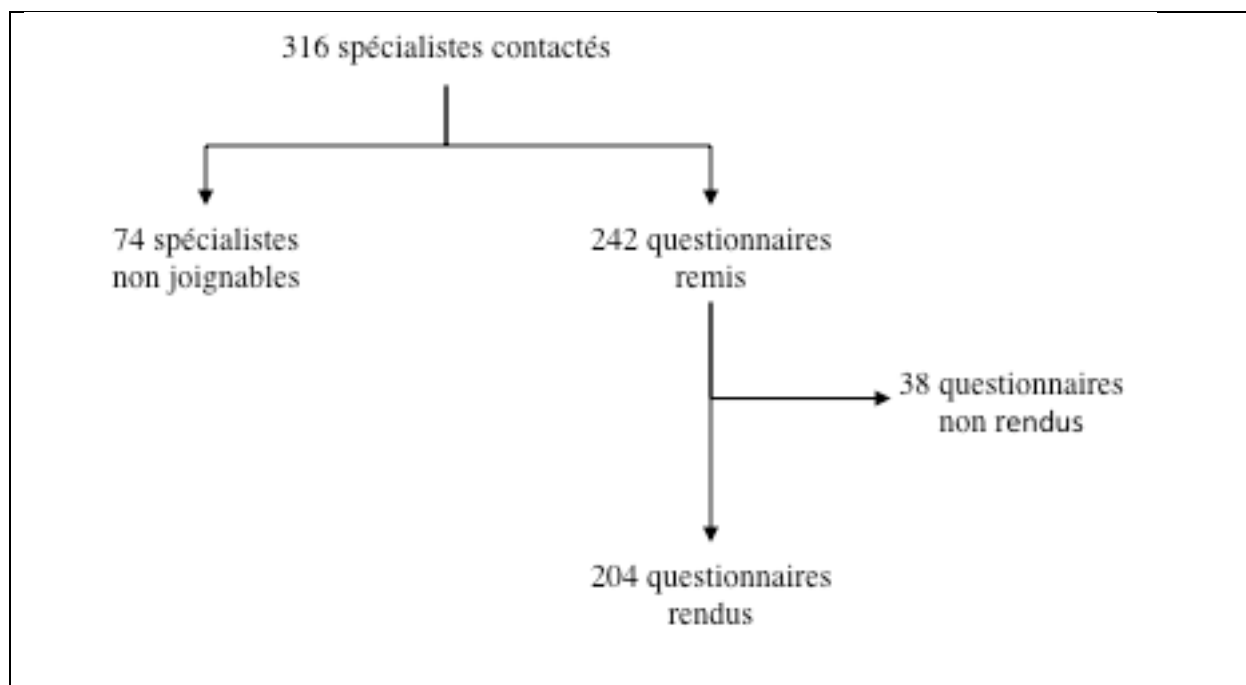 316 spécialistes contactés
74 spécialistes
non joignables
242 questionnaires
remis
38 questionnaires
non rendus
204 questionnaires
rendus